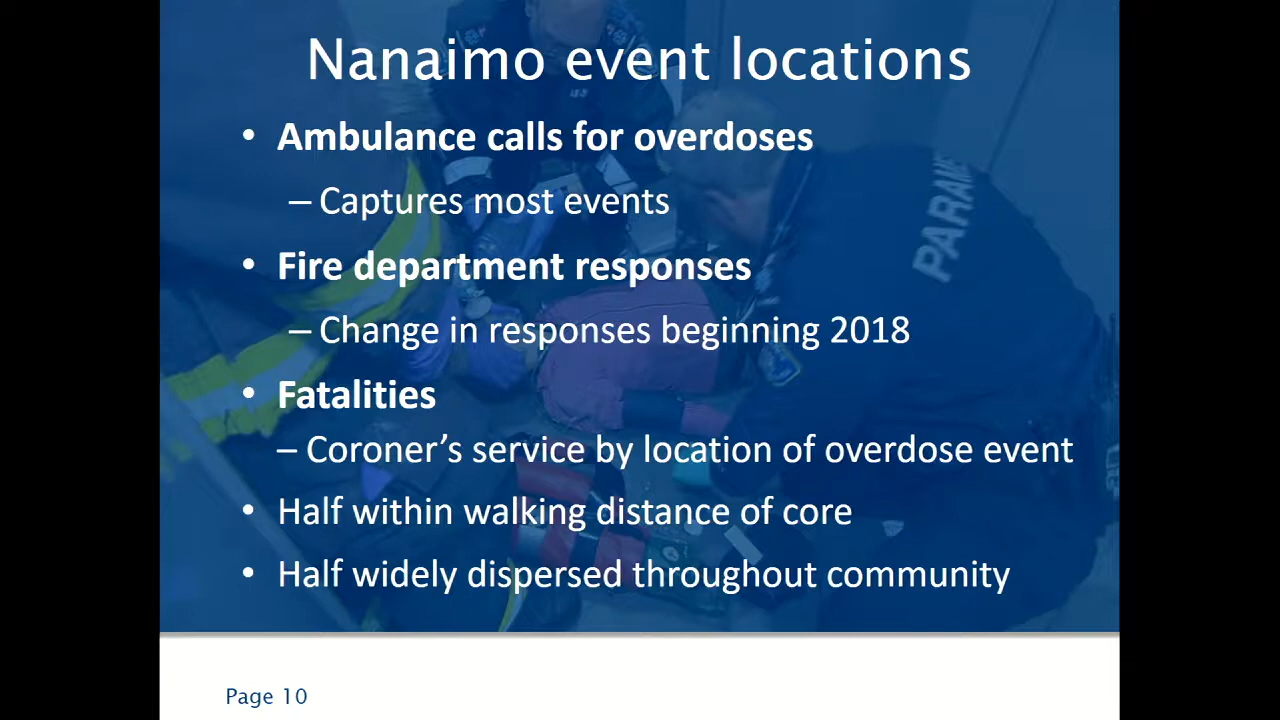 Nanaimo event locations
• Ambulance calls for overdoses
– Captures most events
• Fire department responses
– Change in responses beginning 2018
• Fatalities
– Coroner's service by location of overdose event
• Half within walking distance of core
• Half widely dispersed throughout community
PARAM
Page 10